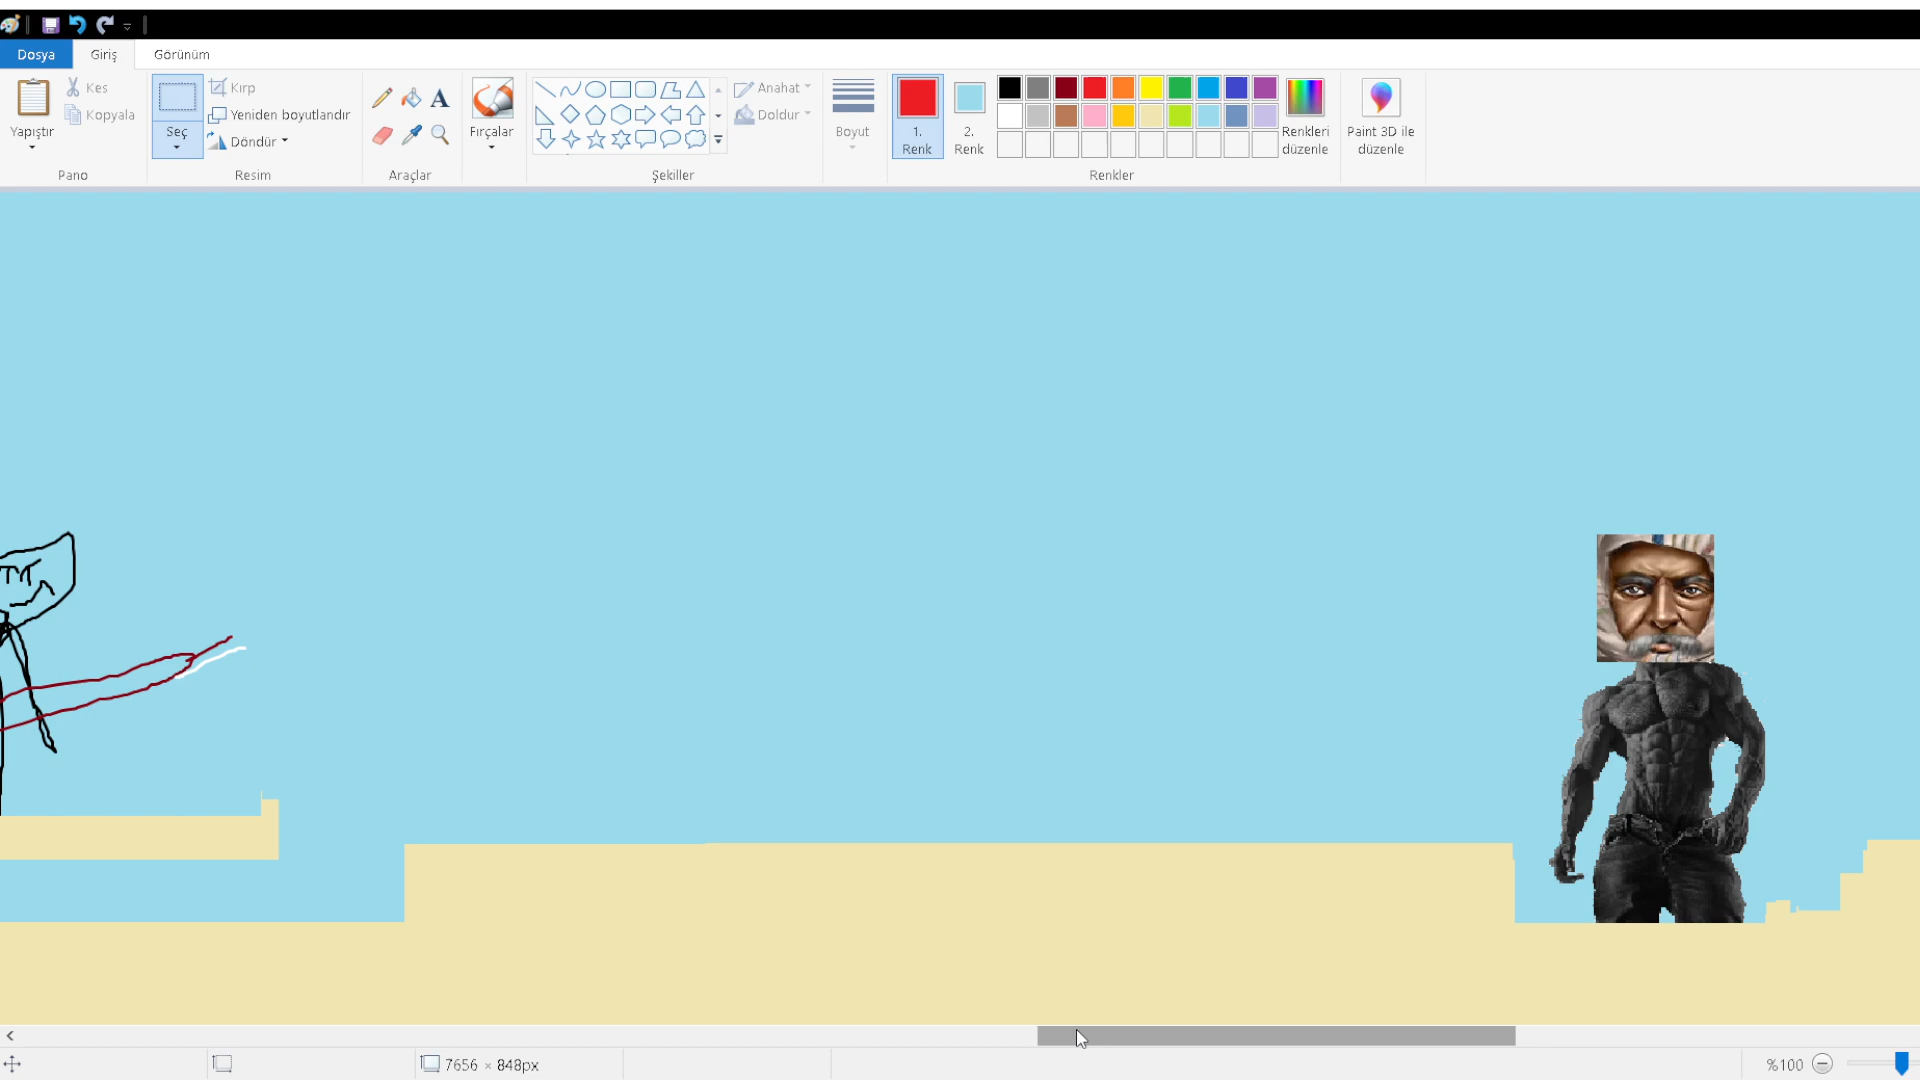 Dosya Giriş Görünüm
Yapıştır
Kes
Kopyala
Seç
Kırp
Yeniden boyutlandır
Döndür
A
Fırçalar
Anahat
Doldur
Boyut
1.
Renk
2.
Renk
Renkleri
düzenle
Paint 3D ile
düzenle
Pano Resim Araçlar Şekiller Renkler
7656 × 848px
%100